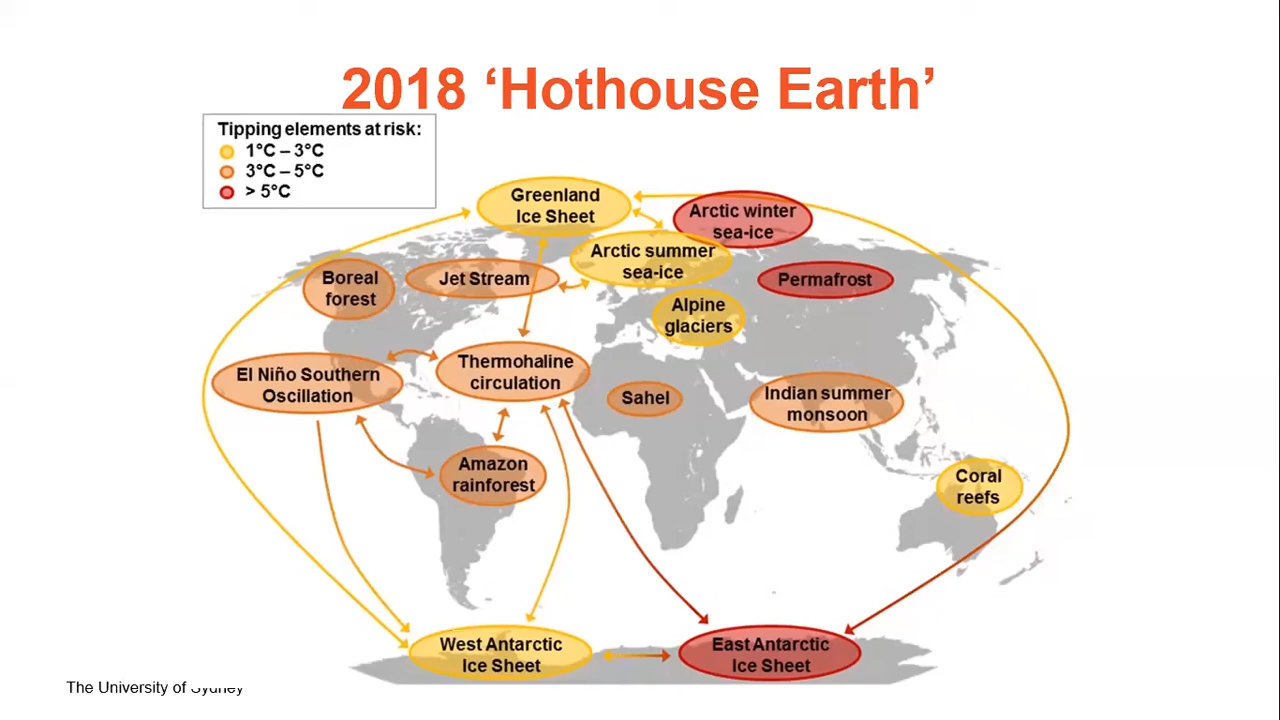 2018 ‘Hothouse Earth’
Tipping elements at risk:
1°C – 3°C
3°C – 5°C
> 5°C
Greenland
Ice Sheet
Arctic winter
sea-ice
Arctic summer
sea-ice
Boreal
forest
Jet Stream
Permafrost
Alpine
glaciers
El Niño Southern
Oscillation
Thermohaline
circulation
Sahel
Indian summer
monsoon
Amazon
rainforest
Coral
reefs
West Antarctic
Ice Sheet
East Antarctic
Ice Sheet
The University of Sydney